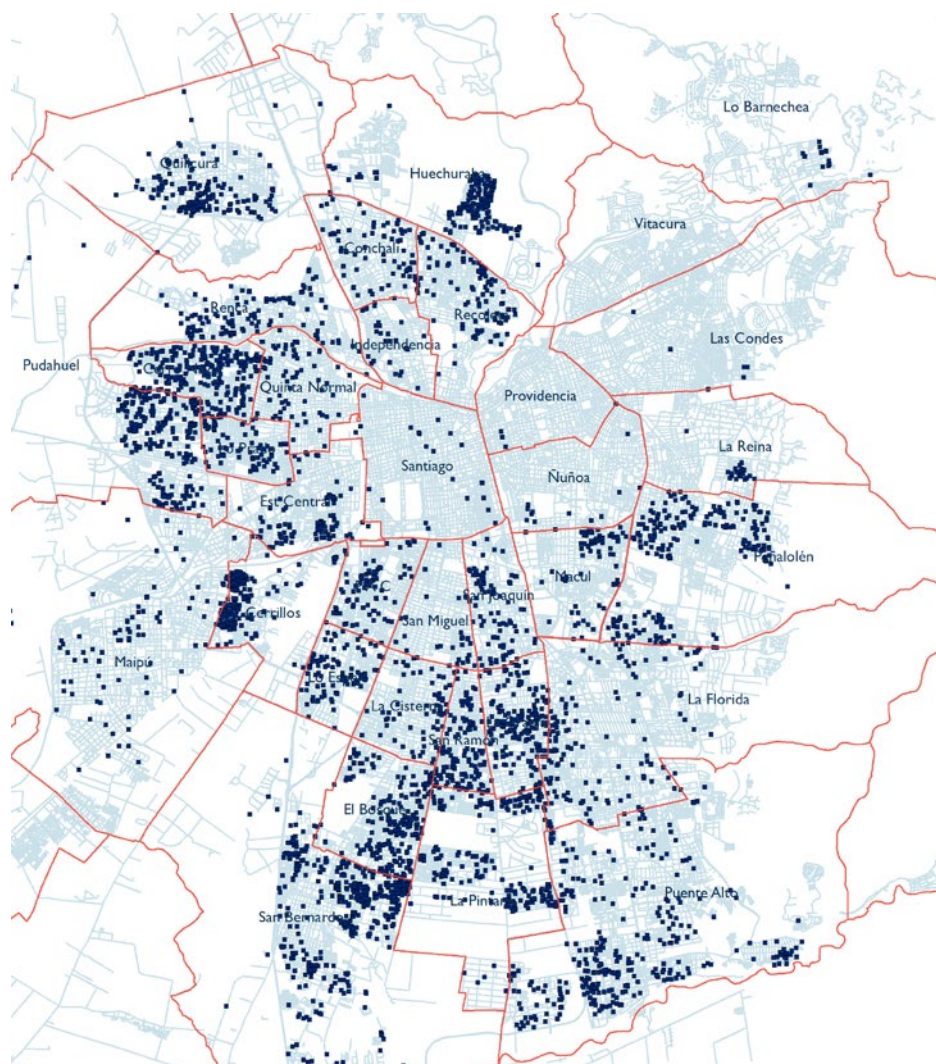 Lo Barnechea
Quilicura
Huechuraba
Vitacura
Conchalí
Renca
Recoleta
Independencia
Las Condes
Pudahuel
Quinta Normal
Providencia
La Reina
Santiago
Ñuñoa
Est Central
Peñalolén
Macul
San Joaquín
Cerrillos
San Miguel
Maipú
La Florida
La Cisterna
San Ramón
El Bosque
Puente Alto
La Pintana
San Bernardo